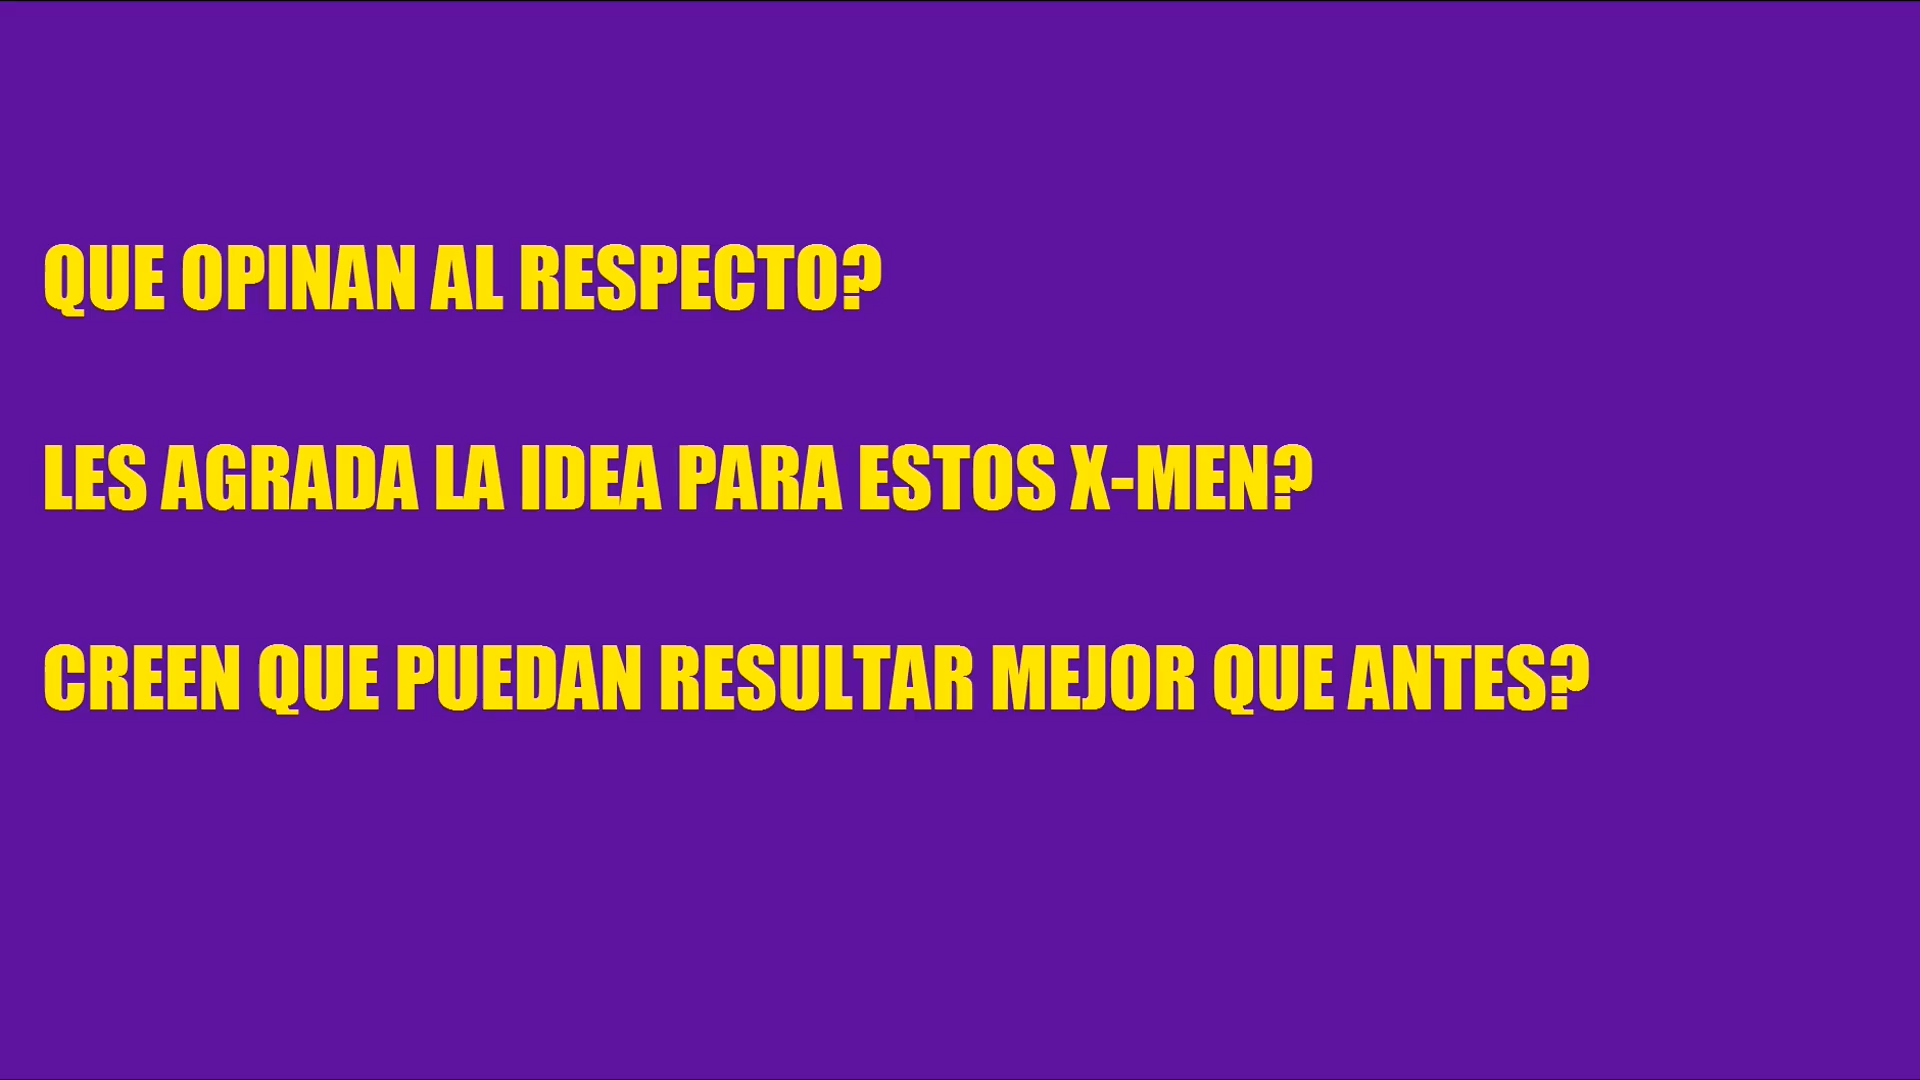 QUE OPINAN AL RESPECTO?
LES AGRADA LA IDEA PARA ESTOS X-MEN?
CREEN QUE PUEDAN RESULTAR MEJOR QUE ANTES?